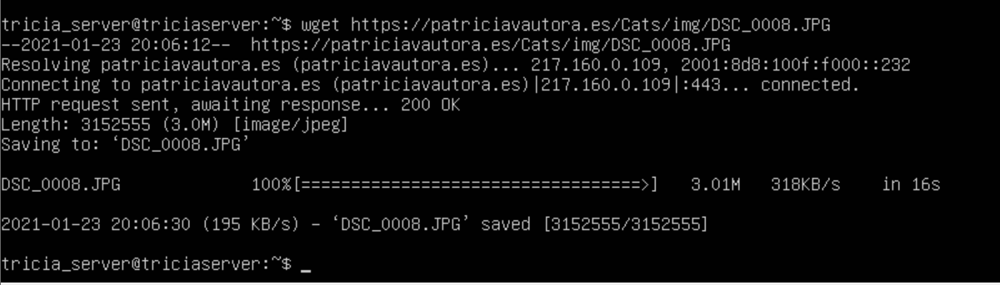 tricia_server@triciaserver:~$ wget https://patriciavautora.es/Cats/img/DSC_0008.JPG
--2021-01-23 20:06:12--  https://patriciavautora.es/Cats/img/DSC_0008.JPG
Resolving patriciavautora.es (patriciavautora.es)... 217.160.0.109, 2001:8d8:100f:f000::232
Connecting to patriciavautora.es (patriciavautora.es)|217.160.0.109|:443... connected.
HTTP request sent, awaiting response... 200 OK
Length: 3152555 (3.0M) [image/jpeg]
Saving to: ‘DSC_0008.JPG’
DSC_0008.JPG             100%[==================================>]   3.01M   318KB/s    in 16s
2021-01-23 20:06:30 (195 KB/s) - ‘DSC_0008.JPG’ saved [3152555/3152555]
tricia_server@triciaserver:~$ _